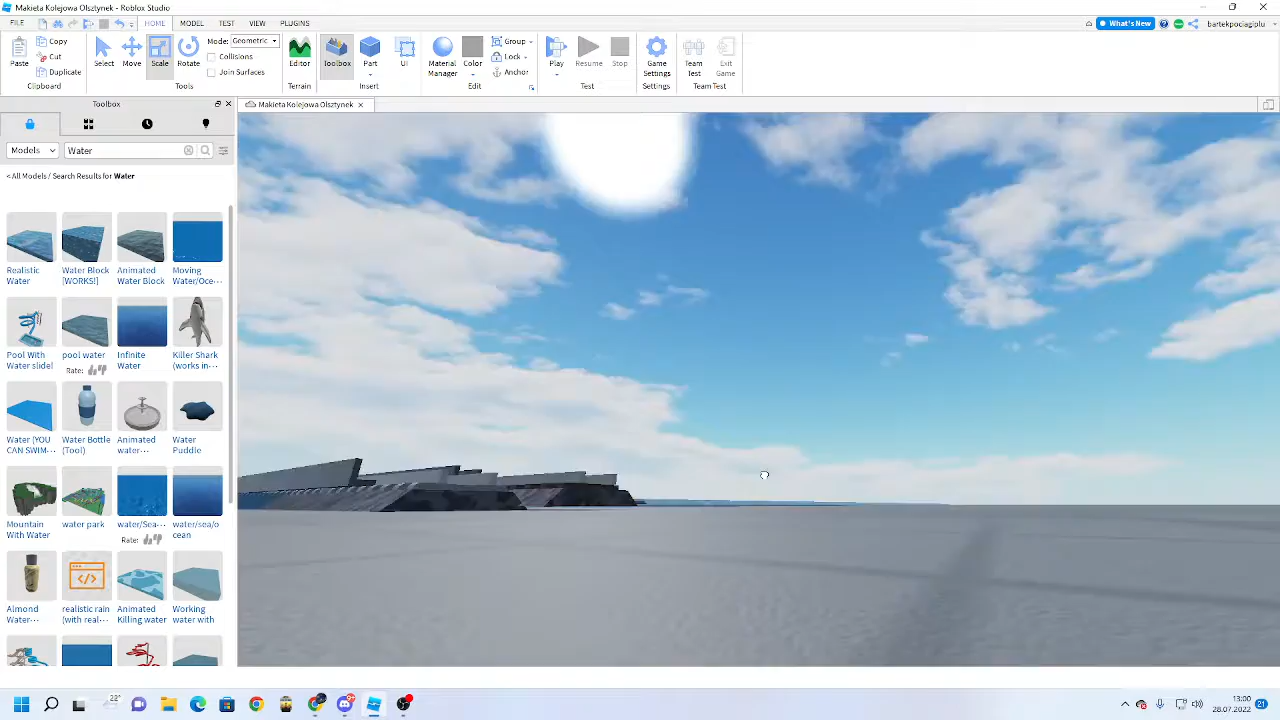 Makieta Kolejowa Olsztynek - Roblox Studio
FILE HOME MODEL TEST VIEW PLUGINS What's New bartekpociagiplu
Paste Copy Cut Duplicate Clipboard
Select Move Scale Rotate Mode: Geometric Collisions Join Surfaces Tools
Editor Terrain
Toolbox Part UI Insert
Material Manager Color Group Lock Anchor Edit
Play Resume Stop Test
Game Settings Settings
Team Test Exit Game Team Test
Toolbox
Makieta Kolejowa Olsztynek
Models Water
< All Models / Search Results for Water
Realistic Water
Water Block [WORKS!]
Animated Water Block
Moving Water/Oce···
Pool With Water slide!
pool water
Rate:
Infinite Water
Killer Shark (works in···
Water (YOU CAN SWIM···
Water Bottle (Tool)
Animated water···
Water Puddle
Mountain With Water
water park
water/Sea···
Rate:
water/sea/o cean
Almond Water···
realistic rain (with real···
Animated Killing water
Working water with
22°
13:00
28.07.2022
21